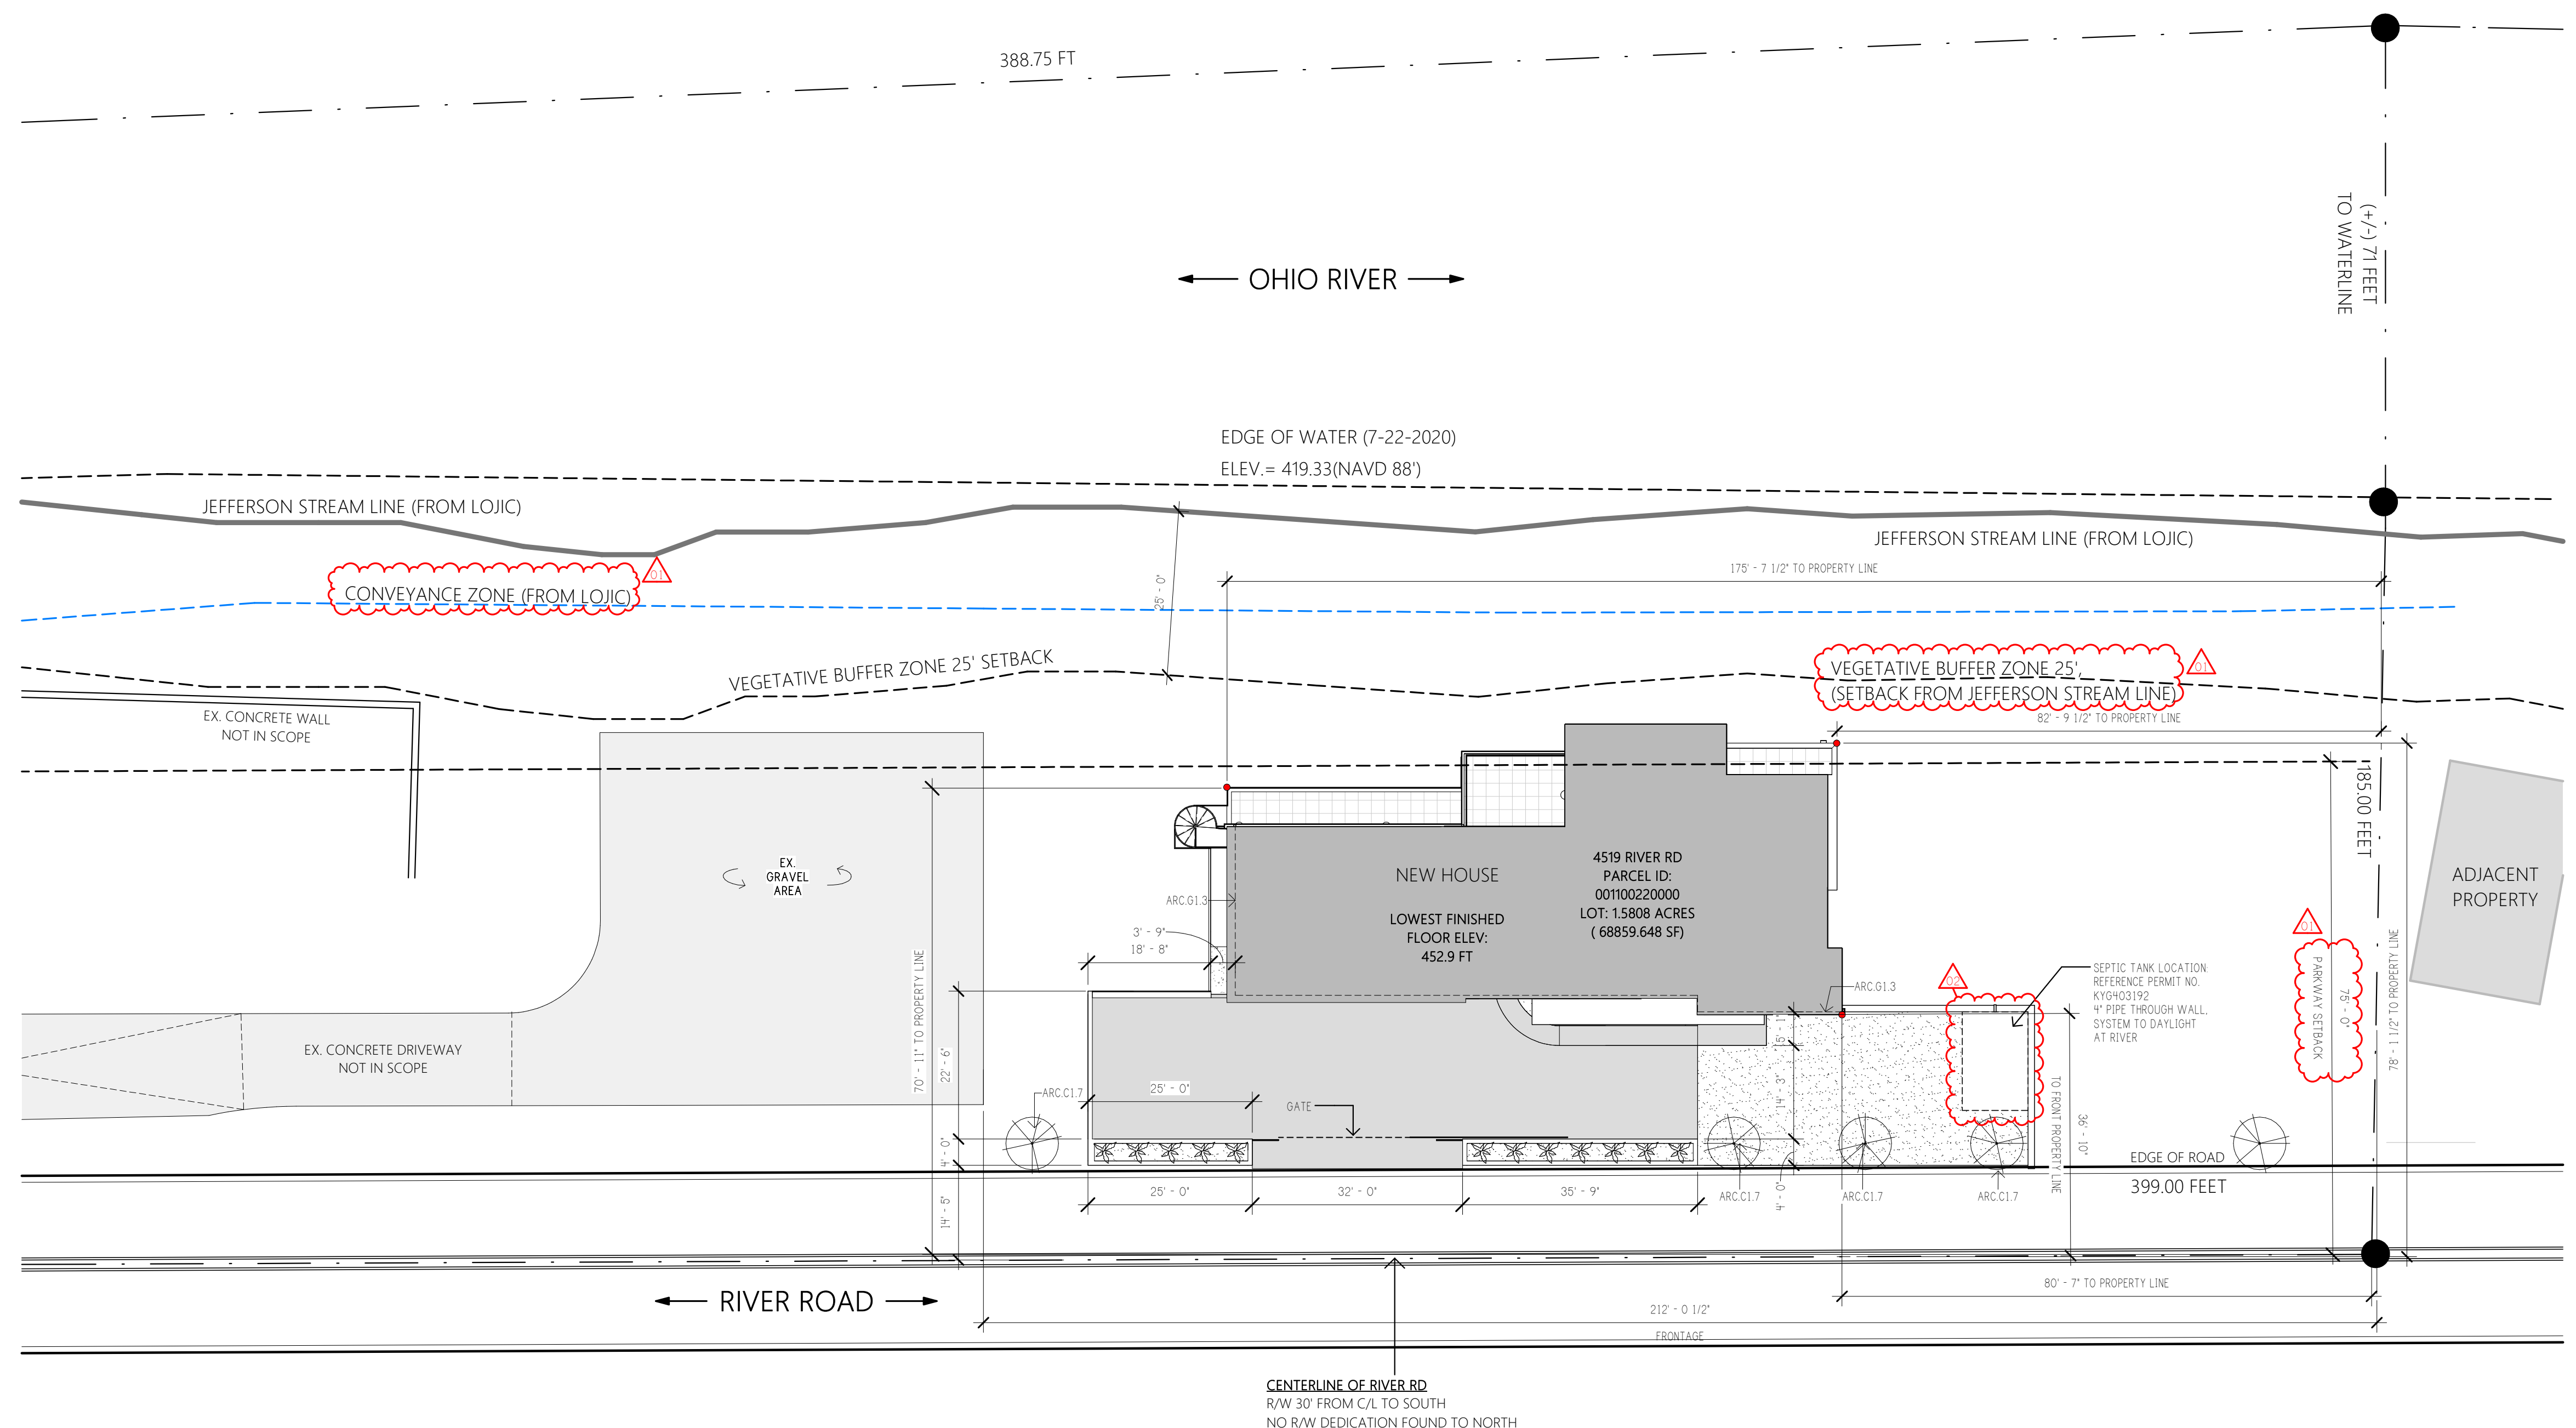 388.75 FT
(+/-) 71 FEET
TO WATERLINE
OHIO RIVER
EDGE OF WATER (7-22-2020)
ELEV.= 419.33(NAVD 88')
JEFFERSON STREAM LINE (FROM LOJIC)
JEFFERSON STREAM LINE (FROM LOJIC)
175' - 7 1/2" TO PROPERTY LINE
01
CONVEYANCE ZONE (FROM LOJIC)
25' - 0"
VEGETATIVE BUFFER ZONE 25' SETBACK
VEGETATIVE BUFFER ZONE 25',
(SETBACK FROM JEFFERSON STREAM LINE)
01
82' - 9 1/2" TO PROPERTY LINE
EX. CONCRETE WALL
NOT IN SCOPE
185.00 FEET
EX.
GRAVEL
AREA
NEW HOUSE
LOWEST FINISHED
FLOOR ELEV:
452.9 FT
4519 RIVER RD
PARCEL ID:
001100220000
LOT: 1.5808 ACRES
( 68859.648 SF)
ADJACENT
PROPERTY
ARC.G1.3
3' - 9"
18' - 8"
01
PARKWAY SETBACK
75' - 0"
78' - 1 1/2" TO PROPERTY LINE
70' - 11" TO PROPERTY LINE
22' - 6"
ARC.G1.3
02
SEPTIC TANK LOCATION:
REFERENCE PERMIT NO.
KYG403192
4" PIPE THROUGH WALL,
SYSTEM TO DAYLIGHT
AT RIVER
EX. CONCRETE DRIVEWAY
NOT IN SCOPE
ARC.C1.7
25' - 0"
GATE
5' - 1"
14' - 3"
4' - 0"
4' - 0"
14' - 5"
TO FRONT PROPERTY LINE
36' - 10"
EDGE OF ROAD
399.00 FEET
25' - 0"
32' - 0"
35' - 9"
ARC.C1.7
ARC.C1.7
ARC.C1.7
80' - 7" TO PROPERTY LINE
RIVER ROAD
212' - 0 1/2"
FRONTAGE
CENTERLINE OF RIVER RD
R/W 30' FROM C/L TO SOUTH
NO R/W DEDICATION FOUND TO NORTH